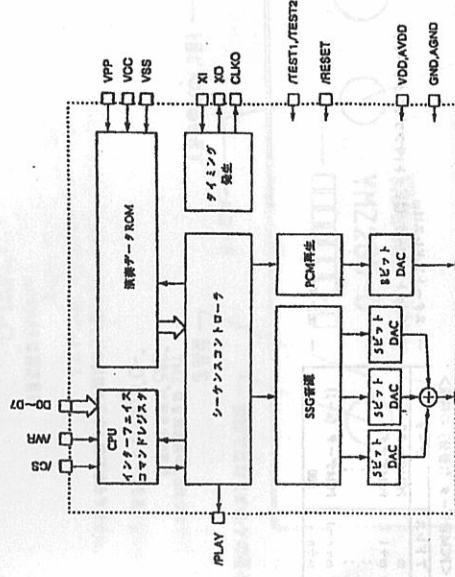 VPP
VCC
VSS
XI
XO
CLKO
/TEST1,/TEST2
/RESET
VDD,AVDD
GND,AGND
演奏データROM
タイミング
発生
D0～D7
/WR
/CS
CPU
インターフェイス
コマンドレジスタ
シーケンスコントローラ
/PLAY
SSG音源
PCM再生
5ビット
DAC
5ビット
DAC
5ビット
DAC
8ビット
DAC